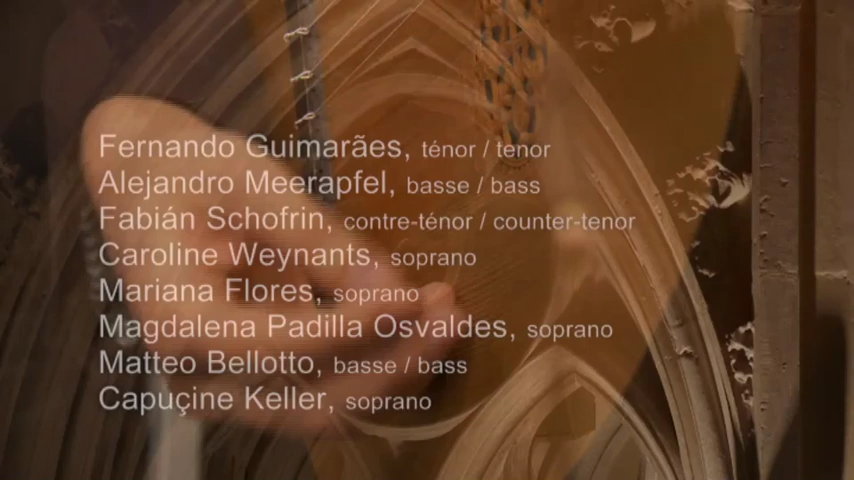 Fernando Guimarães, ténor / tenor
Alejandro Meerapfel, basse / bass
Fabián Schofrin, contre-ténor / counter-tenor
Caroline Weynants, soprano
Mariana Flores, soprano
Magdalena Padilla Osvaldes, soprano
Matteo Bellotto, basse / bass
Capuçine Keller, soprano